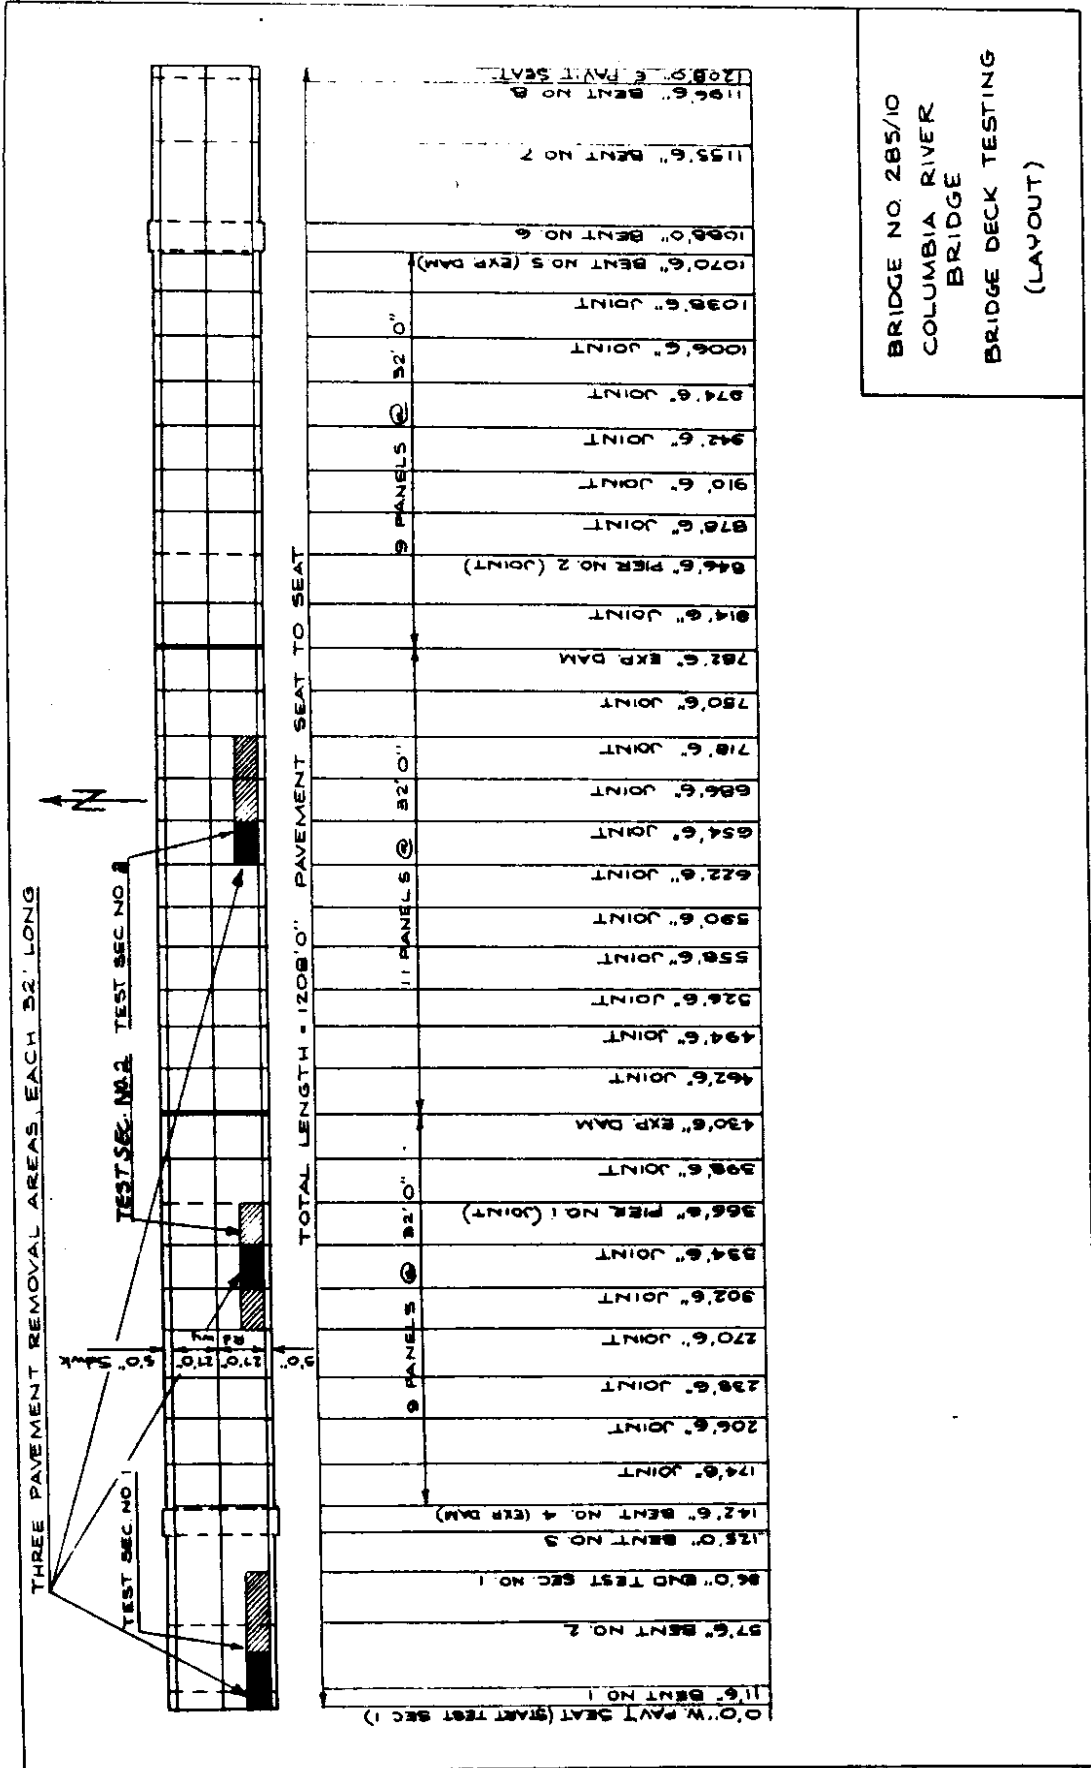 THREE PAVEMENT REMOVAL AREAS, EACH 32' LONG
TEST SEC. NO. 1
TEST SEC. NO. 2
TEST SEC NO
5'0" Sdwk
21'0"
21'0"
5'0"
N
TOTAL LENGTH = 1208'0" PAVEMENT SEAT TO SEAT
9 PANELS @ 32'0"
11 PANELS @ 32'0"
9 PANELS @ 32'0"
0'0" W. PAV'T SEAT (START TEST SEC 1)
11'6" BENT NO 1
57'6" BENT NO. 2
96'0" END TEST SEC. NO. 1
125'0" BENT NO 3
142'6" BENT NO. 4 (EXP DAM)
174'6" JOINT
206'6" JOINT
238'6" JOINT
270'6" JOINT
302'6" JOINT
334'6" JOINT
366'6" PIER NO. 1 (JOINT)
398'6" JOINT
430'6" EXP. DAM
462'6" JOINT
494'6" JOINT
526'6" JOINT
558'6" JOINT
590'6" JOINT
622'6" JOINT
654'6" JOINT
686'6" JOINT
718'6" JOINT
750'6" JOINT
782'6" EXP. DAM
814'6" JOINT
846'6" PIER NO. 2 (JOINT)
878'6" JOINT
910'6" JOINT
942'6" JOINT
974'6" JOINT
1006'6" JOINT
1038'6" JOINT
1070'6" BENT NO. 5 (EXP DAM)
1088'0" BENT NO. 6
1155'6" BENT NO. 7
1196'6" BENT NO 8
1208'0" E PAV'T SEAT
BRIDGE NO. 285/10
COLUMBIA RIVER
BRIDGE
BRIDGE DECK TESTING
(LAYOUT)